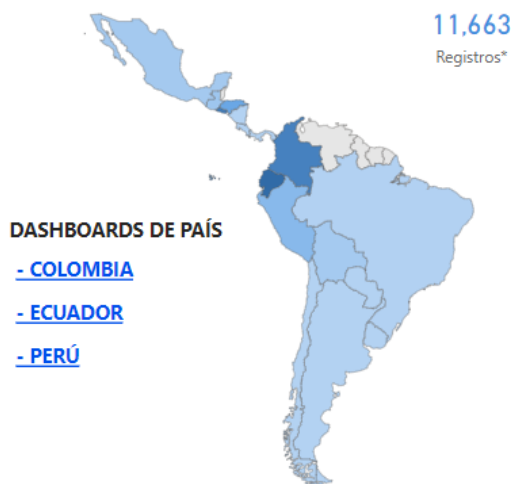 11,663
Registros*
DASHBOARDS DE PAÍS
- COLOMBIA
- ECUADOR
- PERÚ